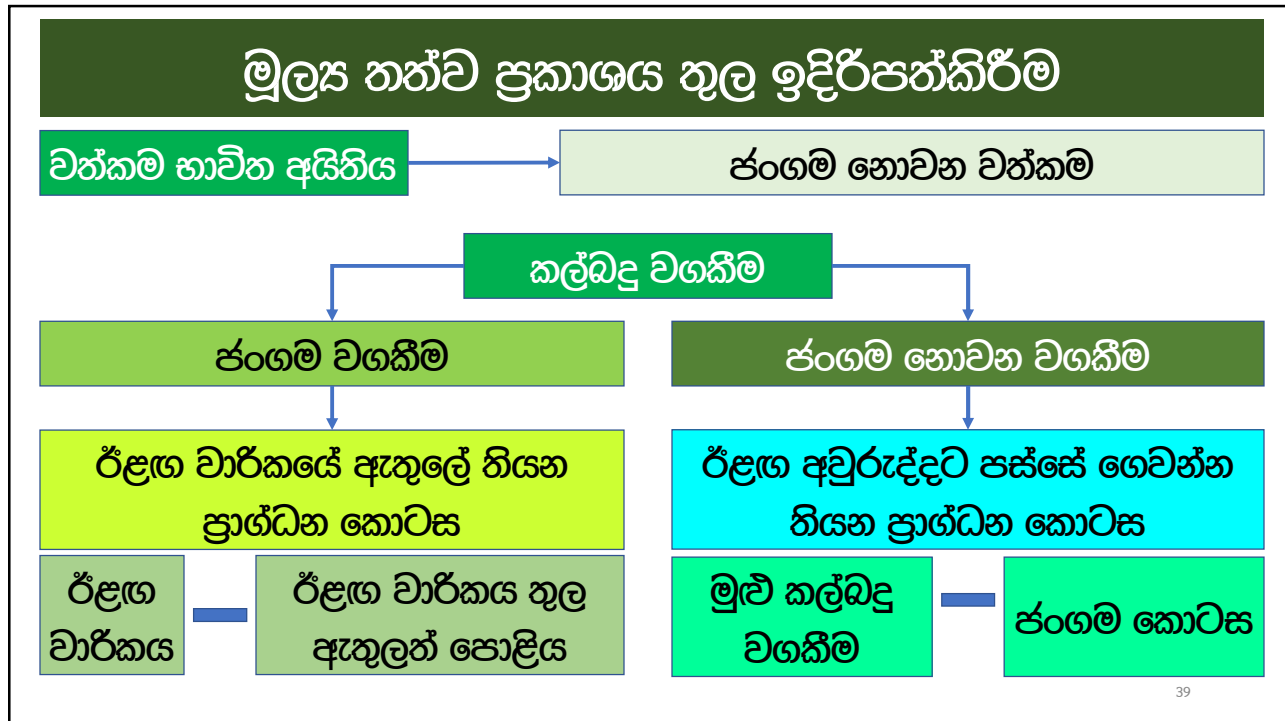 මූල්‍ය තත්ව ප්‍රකාශය තුල ඉදිරිපත්කිරීම
වත්කම භාවිත අයිතිය
ජංගම නොවන වත්කම
කල්බදු වගකීම
ජංගම වගකීම
ජංගම නොවන වගකීම
ඊළඟ වාරිකයේ ඇතුලේ තියන
ප්‍රාග්ධන කොටස
ඊළඟ අවුරුද්දට පස්සේ ගෙවන්න
තියන ප්‍රාග්ධන කොටස
ඊළඟ
වාරිකය
ඊළඟ වාරිකය තුල
ඇතුලත් පොළිය
මුළු කල්බදු
වගකීම
ජංගම කොටස
39